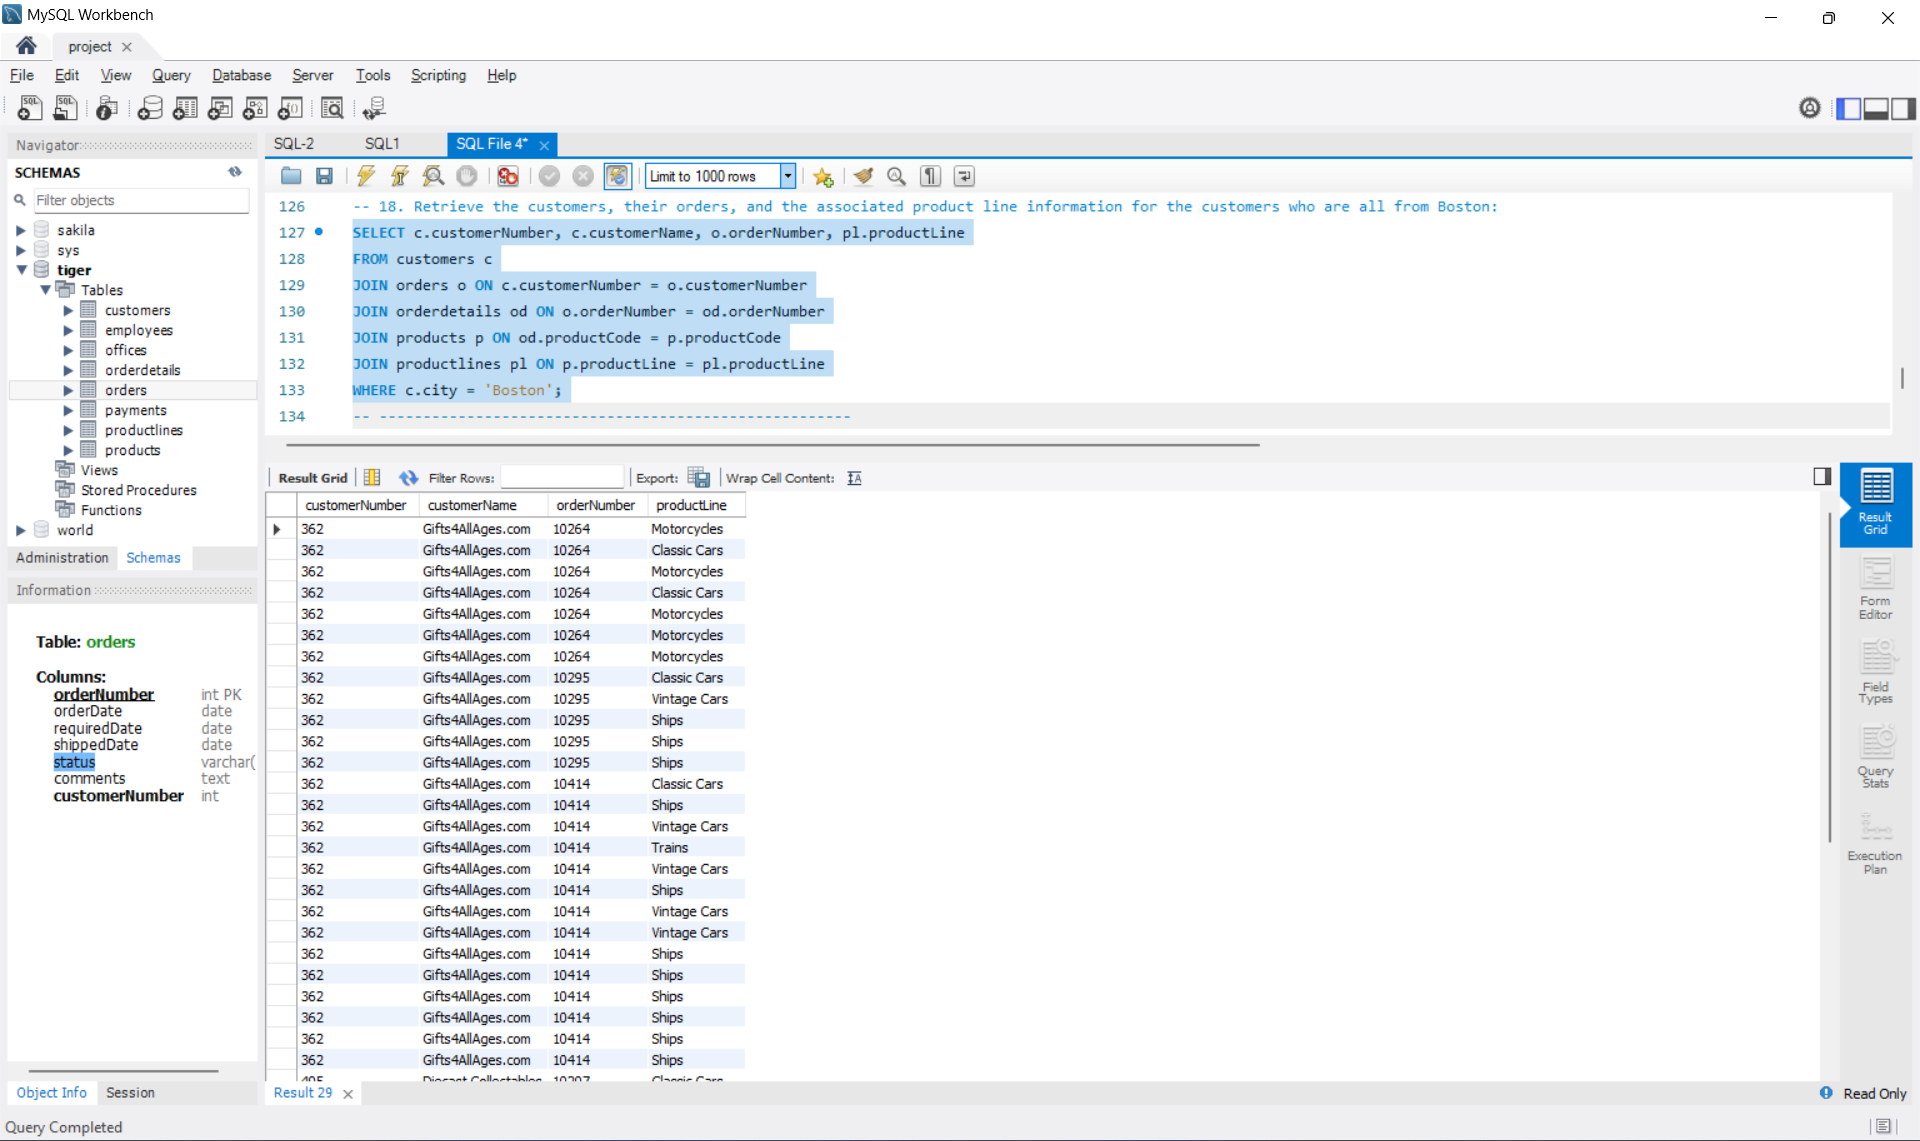 MySQL Workbench
project
File Edit View Query Database Server Tools Scripting Help
Navigator
SQL-2 SQL1 SQL File 4*
SCHEMAS
Limit to 1000 rows
Filter objects
sakila
sys
tiger
Tables
customers
employees
offices
orderdetails
orders
payments
productlines
products
Views
Stored Procedures
Functions
world
Administration Schemas
Information
Table: orders
Columns:
orderNumber int PK
orderDate date
requiredDate date
shippedDate date
status varchar(
comments text
customerNumber int
Object Info Session
126 -- 18. Retrieve the customers, their orders, and the associated product line information for the customers who are all from Boston:
127 SELECT c.customerNumber, c.customerName, o.orderNumber, pl.productLine
128 FROM customers c
129 JOIN orders o ON c.customerNumber = o.customerNumber
130 JOIN orderdetails od ON o.orderNumber = od.orderNumber
131 JOIN products p ON od.productCode = p.productCode
132 JOIN productlines pl ON p.productLine = pl.productLine
133 WHERE c.city = 'Boston';
134 -- ------------------------------------------------------
Result Grid Filter Rows: Export: Wrap Cell Content:
customerNumber customerName orderNumber productLine
362 Gifts4AllAges.com 10264 Motorcycles
362 Gifts4AllAges.com 10264 Classic Cars
362 Gifts4AllAges.com 10264 Motorcycles
362 Gifts4AllAges.com 10264 Classic Cars
362 Gifts4AllAges.com 10264 Motorcycles
362 Gifts4AllAges.com 10264 Motorcycles
362 Gifts4AllAges.com 10264 Motorcycles
362 Gifts4AllAges.com 10295 Classic Cars
362 Gifts4AllAges.com 10295 Vintage Cars
362 Gifts4AllAges.com 10295 Ships
362 Gifts4AllAges.com 10295 Ships
362 Gifts4AllAges.com 10295 Ships
362 Gifts4AllAges.com 10414 Classic Cars
362 Gifts4AllAges.com 10414 Ships
362 Gifts4AllAges.com 10414 Vintage Cars
362 Gifts4AllAges.com 10414 Trains
362 Gifts4AllAges.com 10414 Vintage Cars
362 Gifts4AllAges.com 10414 Ships
362 Gifts4AllAges.com 10414 Vintage Cars
362 Gifts4AllAges.com 10414 Vintage Cars
362 Gifts4AllAges.com 10414 Ships
362 Gifts4AllAges.com 10414 Ships
362 Gifts4AllAges.com 10414 Ships
362 Gifts4AllAges.com 10414 Ships
362 Gifts4AllAges.com 10414 Ships
362 Gifts4AllAges.com 10414 Ships
Result
Grid
Form
Editor
Field
Types
Query
Stats
Execution
Plan
Result 29
Read Only
Query Completed